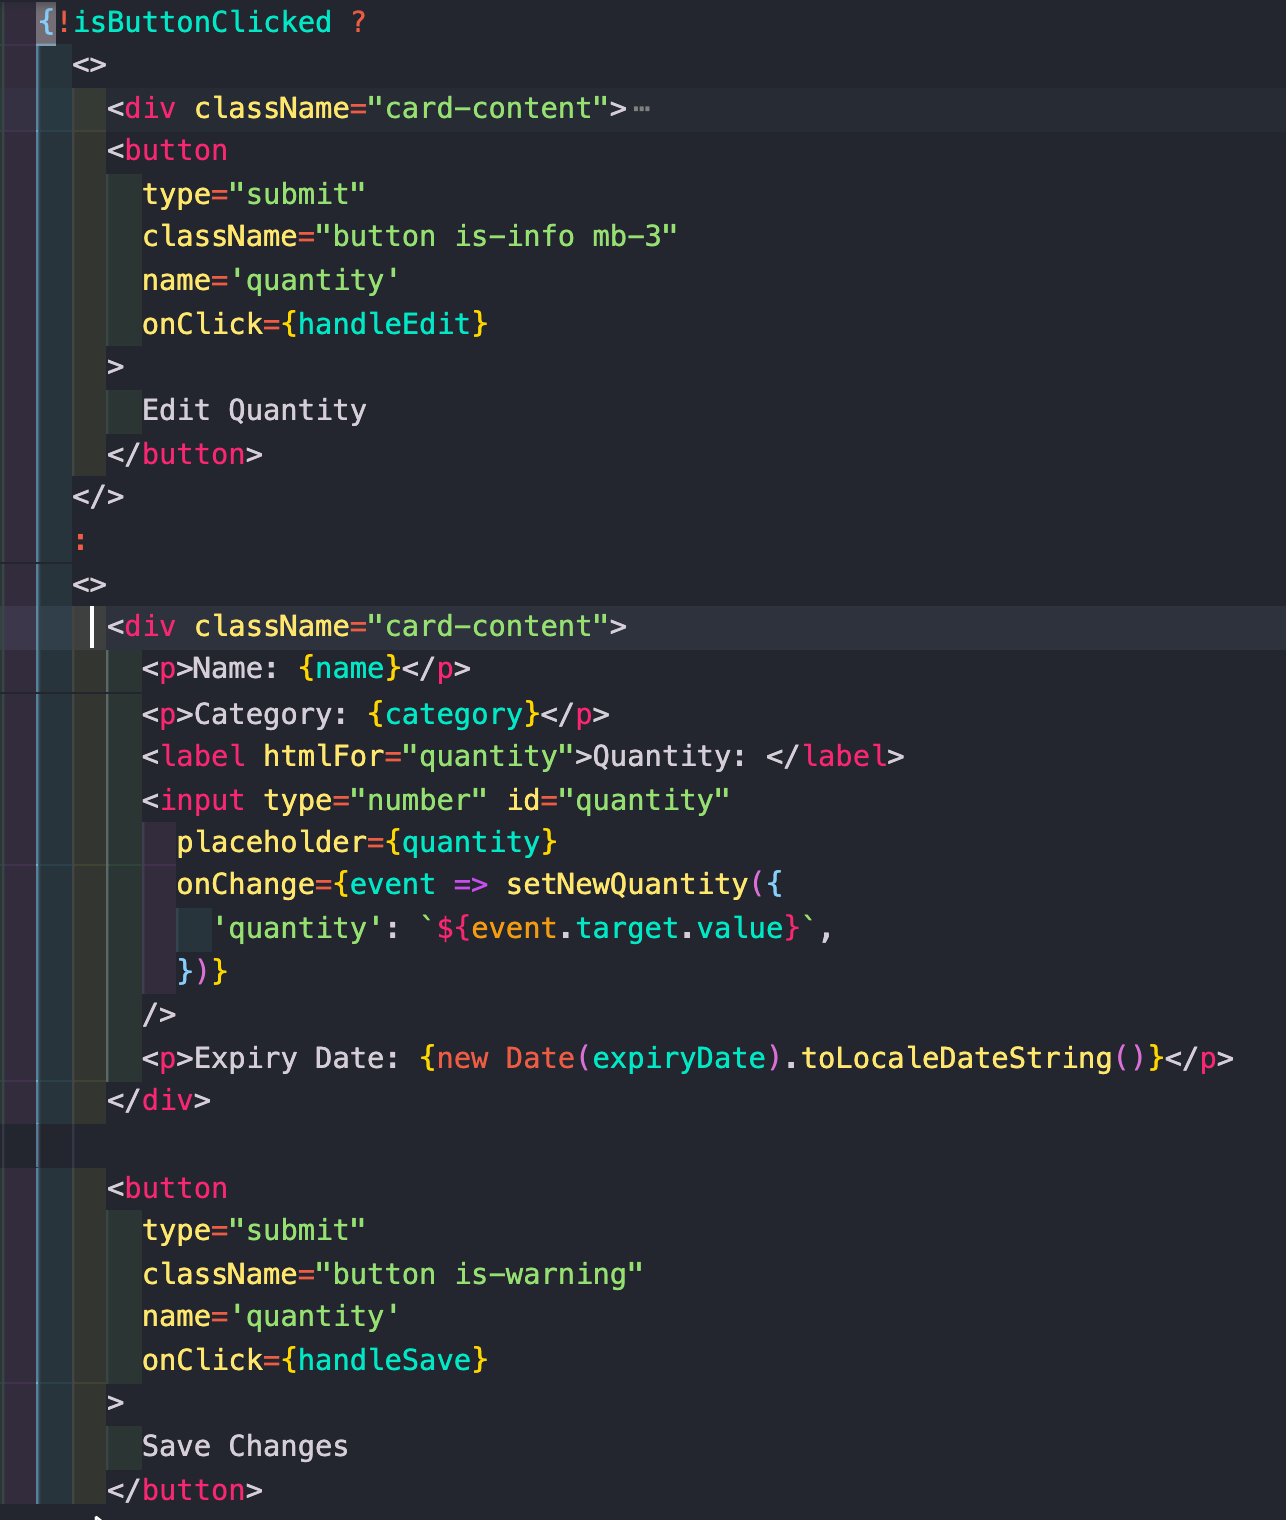 {!isButtonClicked ?
<>
<div className="card-content">⋯
<button
type="submit"
className="button is-info mb-3"
name='quantity'
onClick={handleEdit}
>
Edit Quantity
</button>
</>
:
<>
<div className="card-content">
<p>Name: {name}</p>
<p>Category: {category}</p>
<label htmlFor="quantity">Quantity: </label>
<input type="number" id="quantity"
placeholder={quantity}
onChange={event => setNewQuantity({
'quantity': `${event.target.value}`,
})}
/>
<p>Expiry Date: {new Date(expiryDate).toLocaleDateString()}</p>
</div>
<button
type="submit"
className="button is-warning"
name='quantity'
onClick={handleSave}
>
Save Changes
</button>